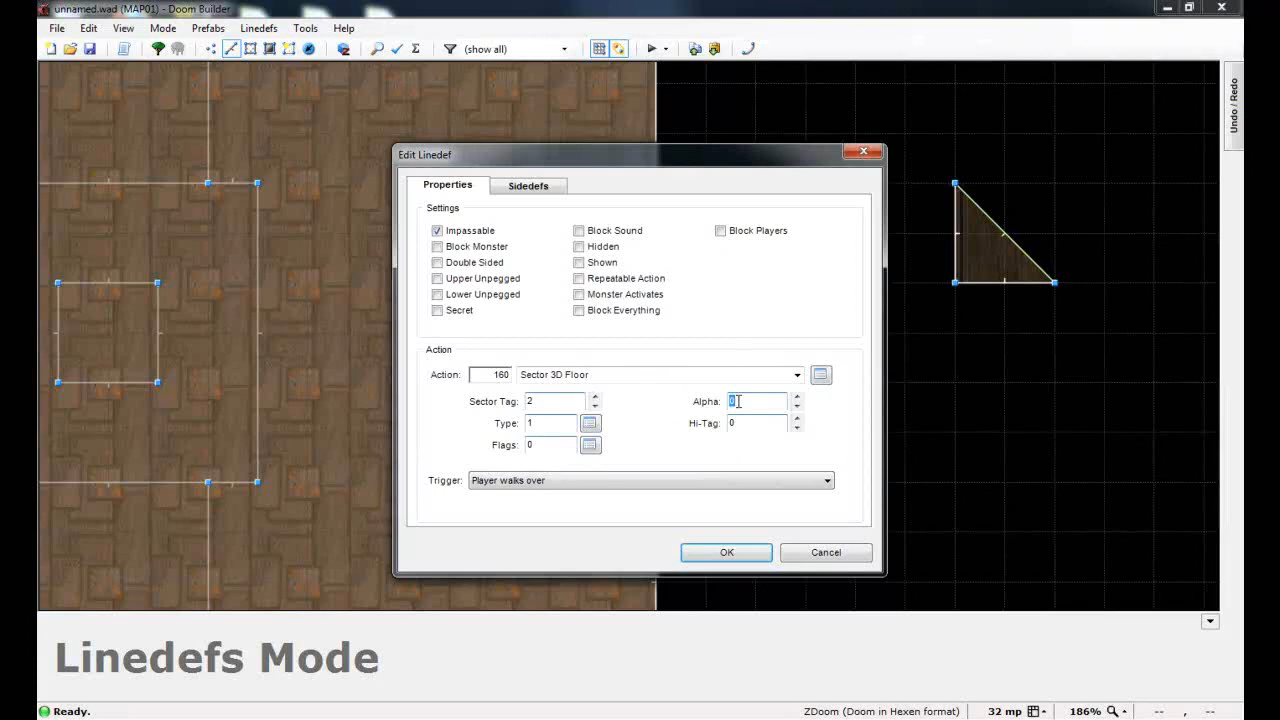 unnamed.wad (MAP01) - Doom Builder
File Edit View Mode Prefabs Linedefs Tools Help
(show all)
Undo / Redo
Edit Linedef
Properties Sidedefs
Settings
Impassable Block Sound Block Players
Block Monster Hidden
Double Sided Shown
Upper Unpegged Repeatable Action
Lower Unpegged Monster Activates
Secret Block Everything
Action
Action: 160 Sector 3D Floor
Sector Tag: 2 Alpha: 0
Type: 1 Hi-Tag: 0
Flags: 0
Trigger: Player walks over
OK Cancel
Linedefs Mode
Ready. ZDoom (Doom in Hexen format) 32 mp 186% -- , --